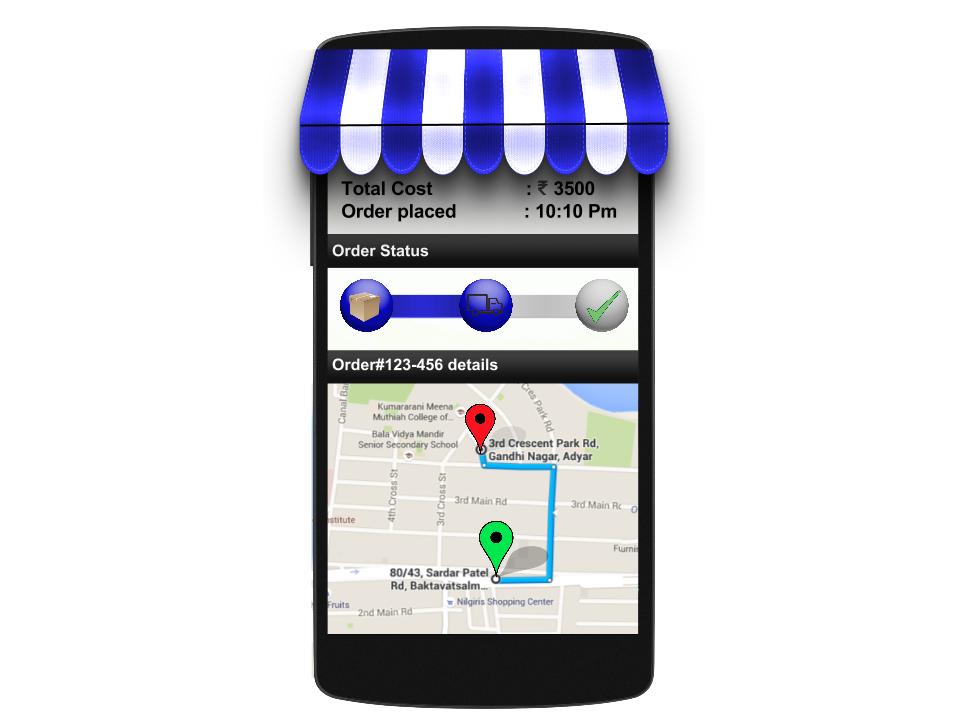 Total Cost : ₹ 3500
Order placed : 10:10 Pm
Order Status
Order#123-456 details
Canal Ba
Cres Park Rd
Kumararani Meena
Muthiah College of...
Bala Vidya Mandir
Senior Secondary School
3rd Crescent Park Rd,
Gandhi Nagar, Adyar
4th Cross St
3rd Cross St
3rd Main Rd
3rd Main Rc
stitute
Furnis
80/43, Sardar Patel
Rd, Baktavatsalm...
Fruits
Nilgiris Shopping Center
2nd Main Rd